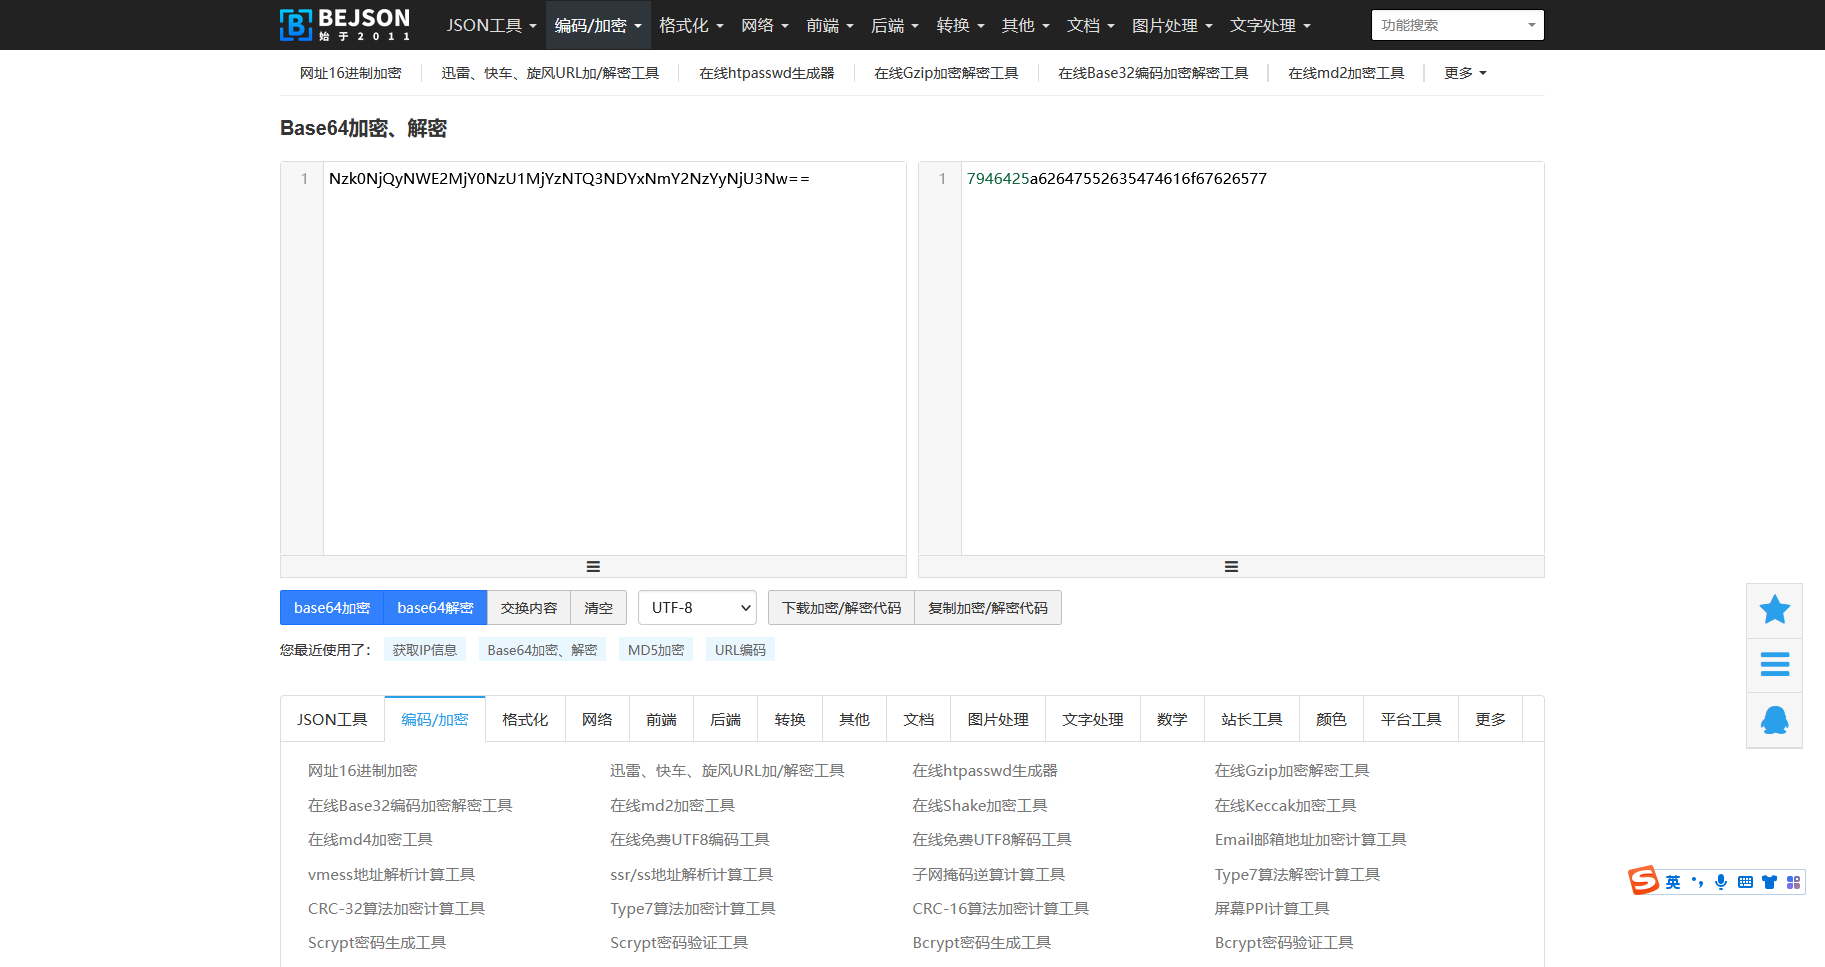 BEJSON
始于2011
JSON工具 编码/加密 格式化 网络 前端 后端 转换 其他 文档 图片处理 文字处理 功能搜索
网址16进制加密 迅雷、快车、旋风URL加/解密工具 在线htpasswd生成器 在线Gzip加密解密工具 在线Base32编码加密解密工具 在线md2加密工具 更多
Base64加密、解密
1 Nzk0NjQyNWE2MjY0NzU1MjYzNTQ3NDYxNmY2NzYyNjU3Nw==
1 7946425a62647552635474616f67626577
base64加密 base64解密 交换内容 清空 UTF-8 下载加密/解密代码 复制加密/解密代码
您最近使用了： 获取IP信息 Base64加密、解密 MD5加密 URL编码
JSON工具 编码/加密 格式化 网络 前端 后端 转换 其他 文档 图片处理 文字处理 数学 站长工具 颜色 平台工具 更多
网址16进制加密 迅雷、快车、旋风URL加/解密工具 在线htpasswd生成器 在线Gzip加密解密工具
在线Base32编码加密解密工具 在线md2加密工具 在线Shake加密工具 在线Keccak加密工具
在线md4加密工具 在线免费UTF8编码工具 在线免费UTF8解码工具 Email邮箱地址加密计算工具
vmess地址解析计算工具 ssr/ss地址解析计算工具 子网掩码逆算计算工具 Type7算法解密计算工具
英
CRC-32算法加密计算工具 Type7算法加密计算工具 CRC-16算法加密计算工具 屏幕PPI计算工具
Scrypt密码生成工具 Scrypt密码验证工具 Bcrypt密码生成工具 Bcrypt密码验证工具